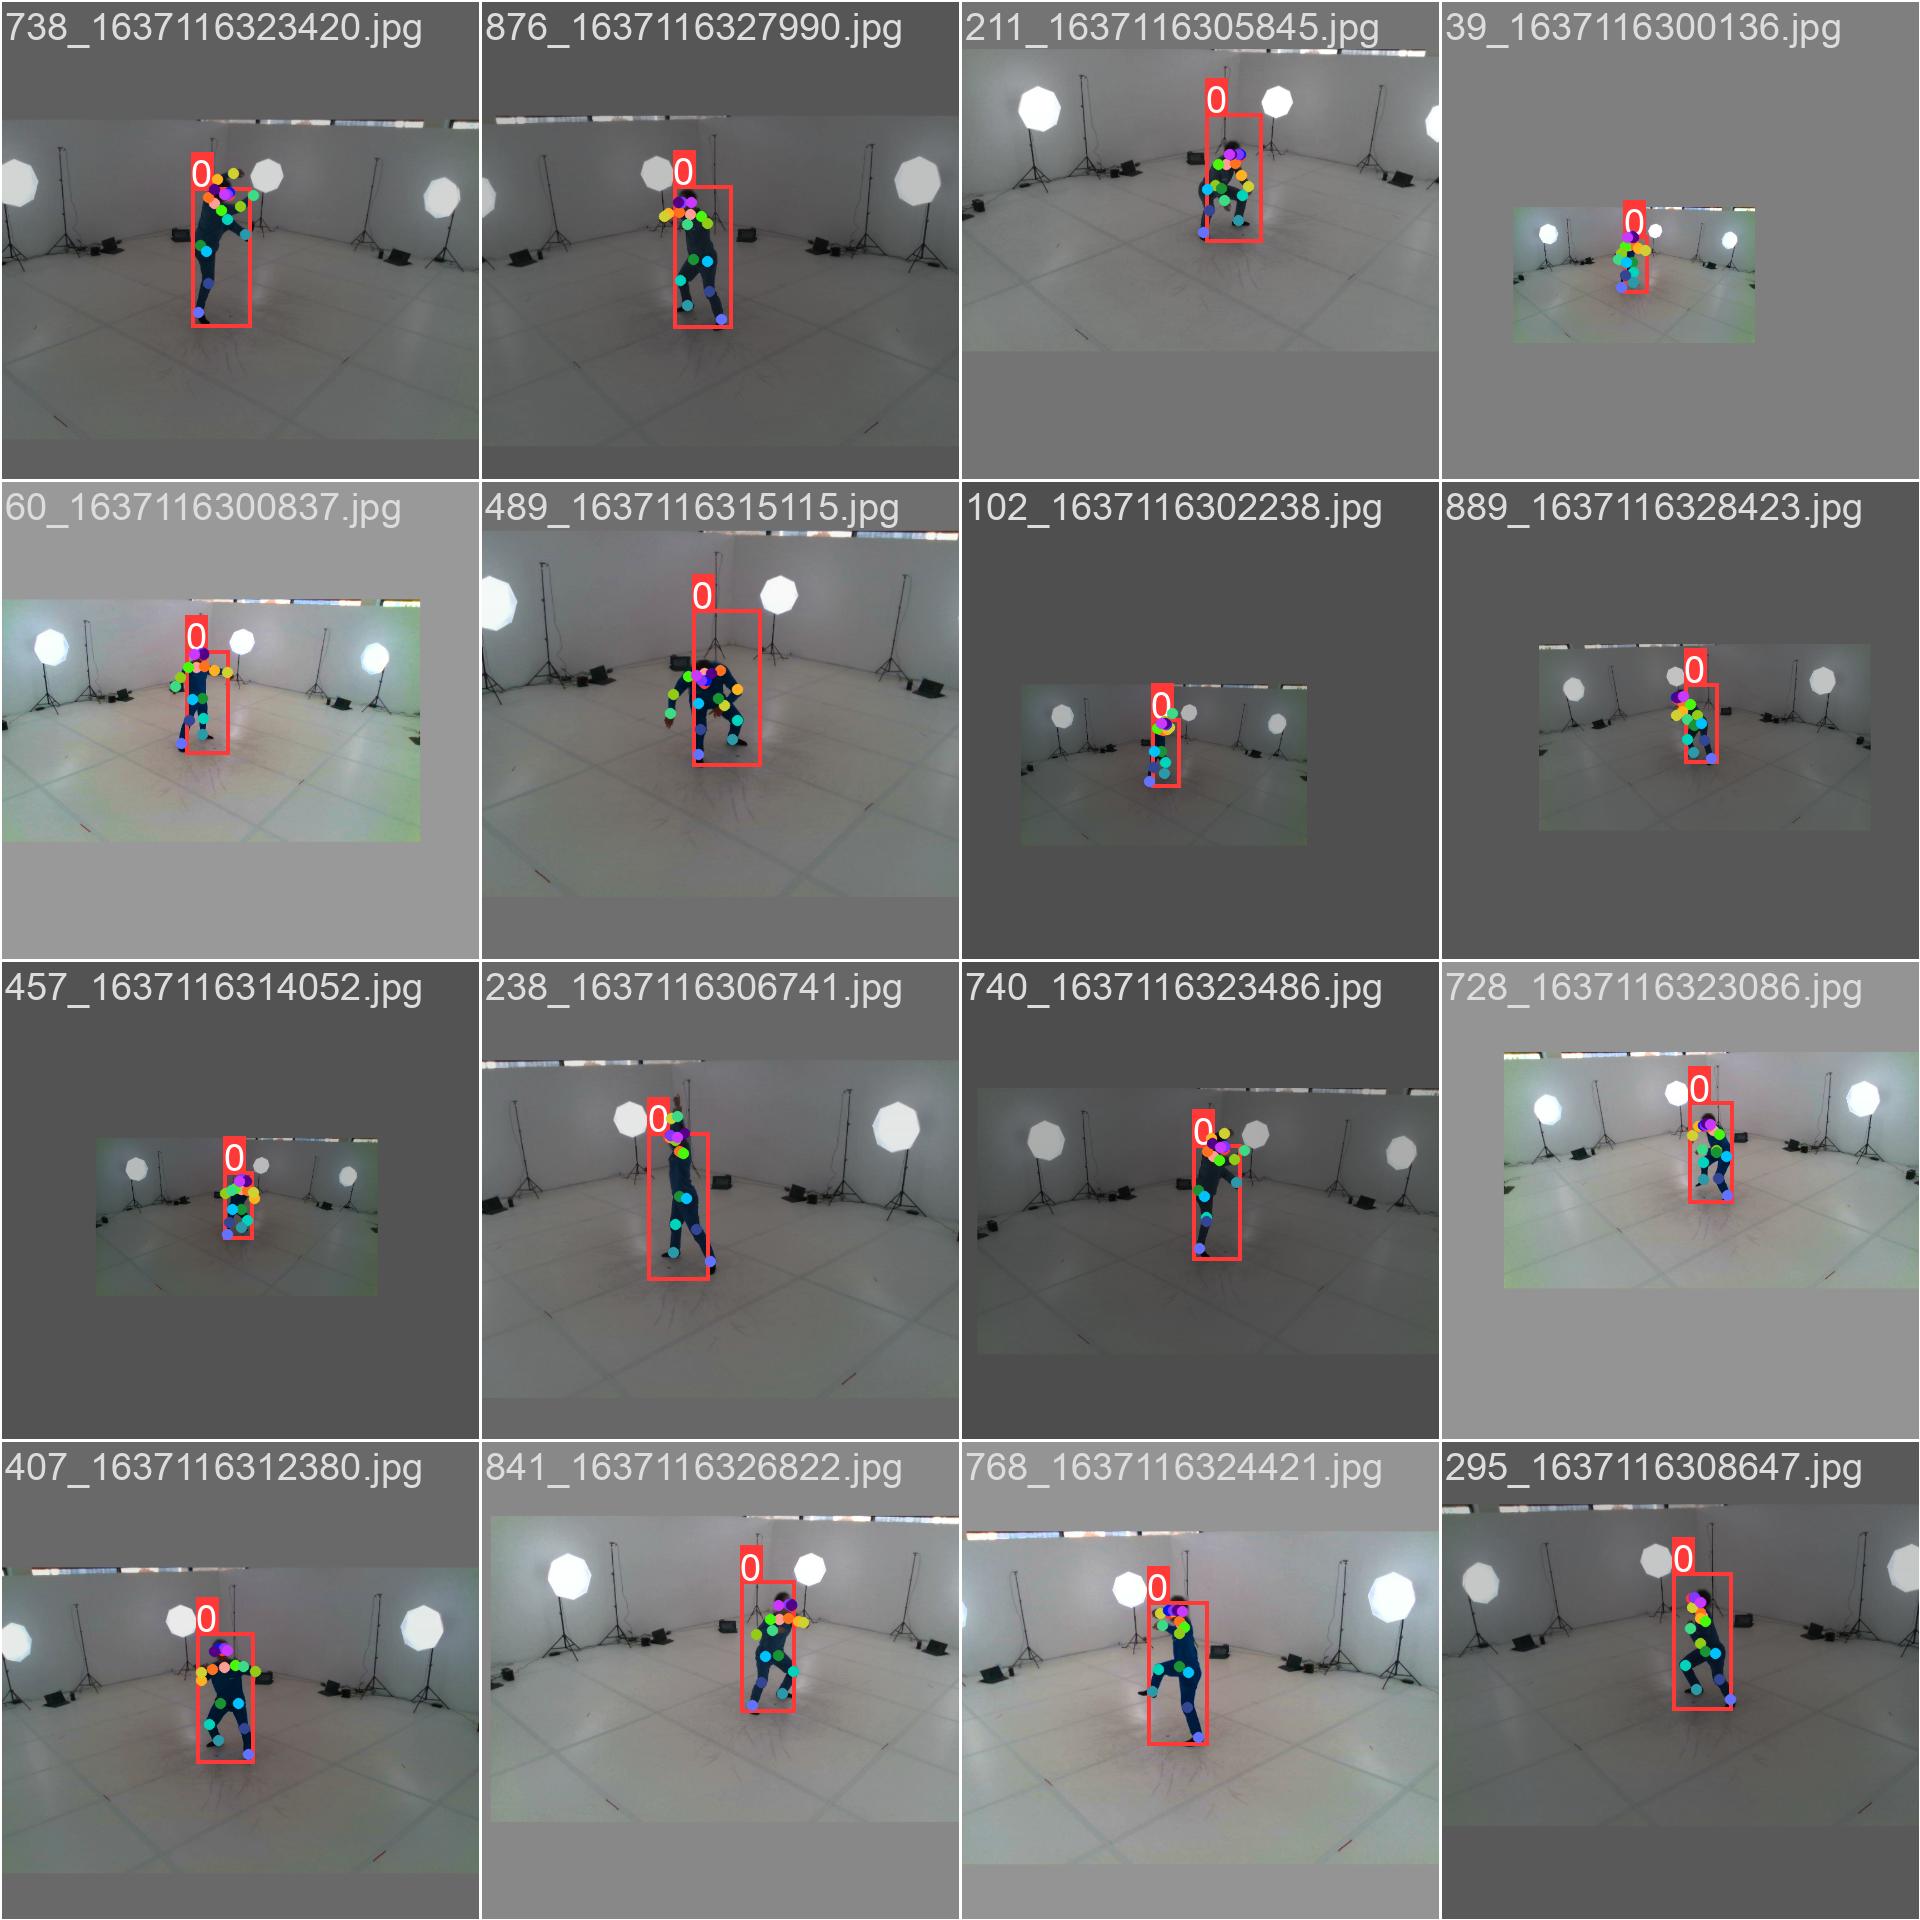 738_1637116323420.jpg
876_1637116327990.jpg
211_1637116305845.jpg
39_1637116300136.jpg
0
0
0
0
60_1637116300837.jpg
489_1637116315115.jpg
102_1637116302238.jpg
889_1637116328423.jpg
0
0
0
0
457_1637116314052.jpg
238_1637116306741.jpg
740_1637116323486.jpg
728_1637116323086.jpg
0
0
0
0
407_1637116312380.jpg
841_1637116326822.jpg
768_1637116324421.jpg
295_1637116308647.jpg
0
0
0
0